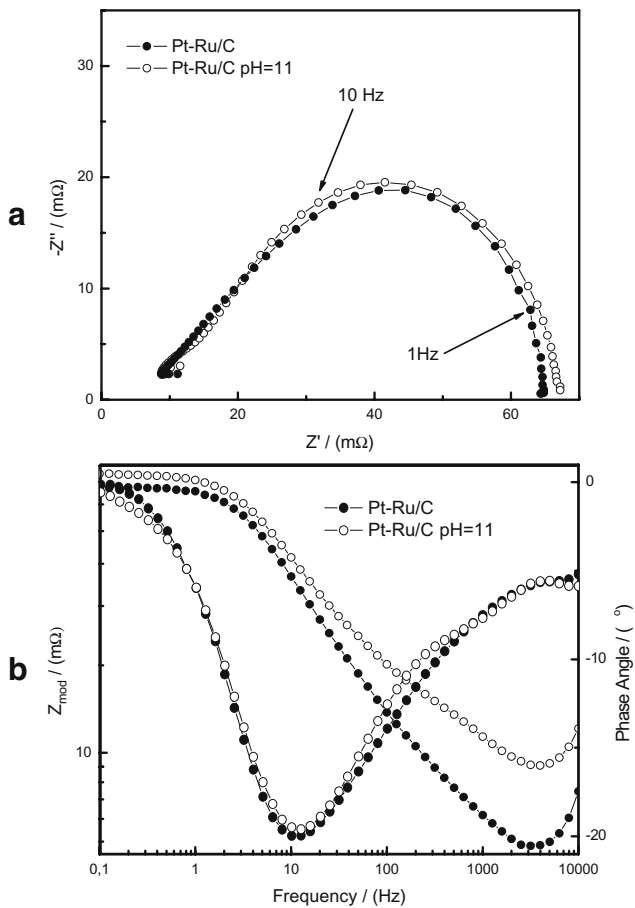 a
30
20
10
0
-Z'' / (mΩ)
Pt-Ru/C
Pt-Ru/C pH=11
10 Hz
1Hz
0 20 40 60
Z' / (mΩ)
b
10
Z mod / (mΩ)
Pt-Ru/C
Pt-Ru/C pH=11
0
-10
-20
Phase Angle / ( °)
0,1 1 10 100 1000 10000
Frequency / (Hz)